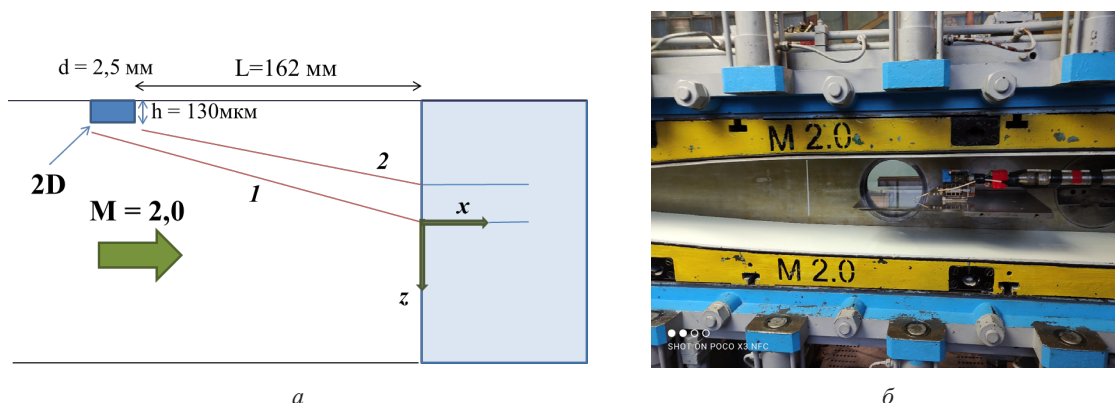 d = 2,5 мм
L=162 мм
h = 130мкм
2D
1
2
M = 2,0
x
z
а
M 2.0
M 2.0
SHOT ON POCO X3 NFC
б